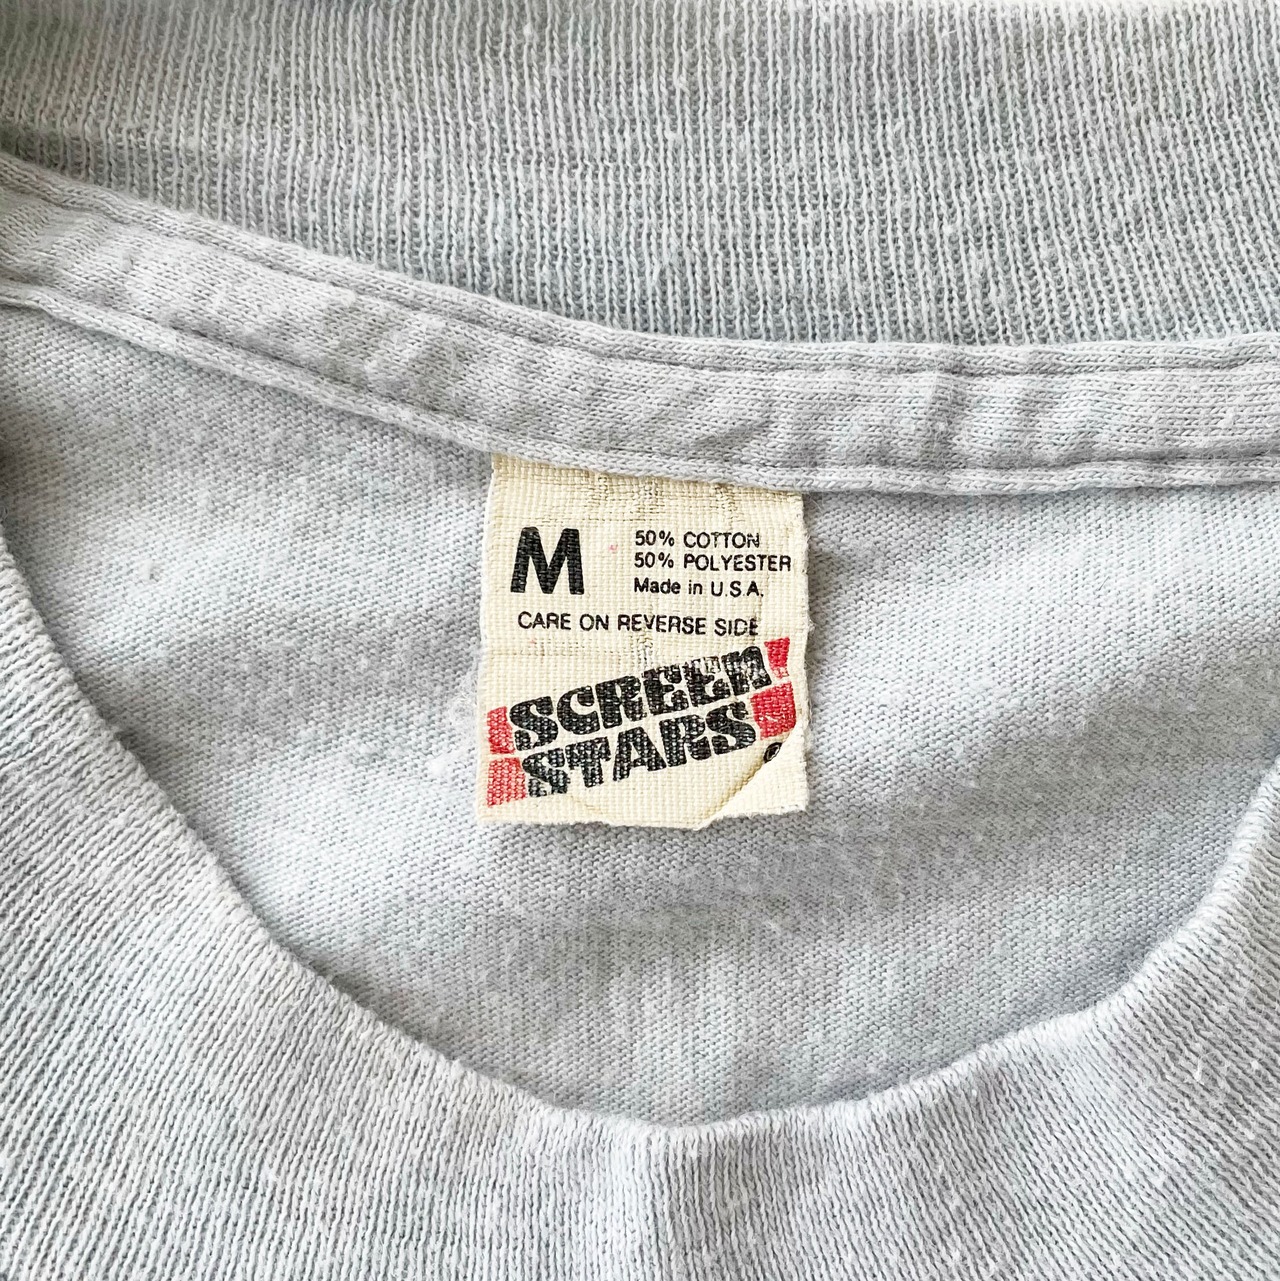 M
50% COTTON
50% POLYESTER
Made in U.S.A.
CARE ON REVERSE SIDE
SCREEN
STARS
®